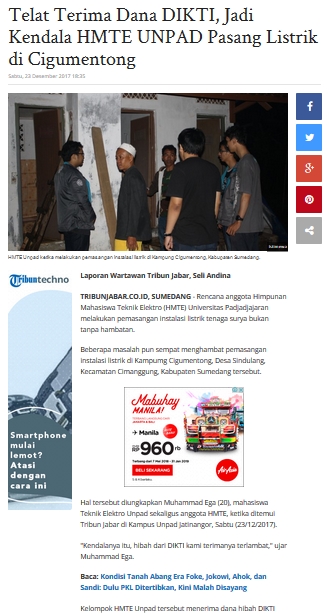 Telat Terima Dana DIKTI, Jadi
Kendala HMTE UNPAD Pasang Listrik
di Cigumentong
Sabtu, 23 Desember 2017 18:35
HMTE Unpad ketika melakukan pemasangan instalasi listrik di Kampung Cigumentong, Kabupaten Sumedang.
Tribuntechno
Smartphone
mulai
lemot?
Atasi
dengan
cara ini
Laporan Wartawan Tribun Jabar, Seli Andina
TRIBUNJABAR.CO.ID, SUMEDANG - Rencana anggota Himpunan
Mahasiswa Teknik Elektro (HMTE) Universitas Padjadjaran
melakukan pemasangan instalasi listrik tenaga surya bukan
tanpa hambatan.
Beberapa masalah pun sempat menghambat pemasangan
instalasi listrik di Kampung Cigumentong, Desa Sindulang,
Kecamatan Cimanggung, Kabupaten Sumedang tersebut.
Mabuhay
MANILA!
Manila
960rb
BELI SEKARANG
AirAsia
Hal tersebut diungkapkan Muhammad Ega (20), mahasiswa
Teknik Elektro Unpad sekaligus anggota HMTE, ketika ditemui
Tribun Jabar di Kampus Unpad Jatinangor, Sabtu (23/12/2017).
"Kendalanya itu, hibah dari DIKTI kami terimanya terlambat," ujar
Muhammad Ega.
Baca: Kondisi Tanah Abang Era Foke, Jokowi, Ahok, dan
Sandi: Dulu PKL Ditertibkan, Kini Malah Disayang
Kelompok HMTE Unpad tersebut menerima dana hibah DIKTI